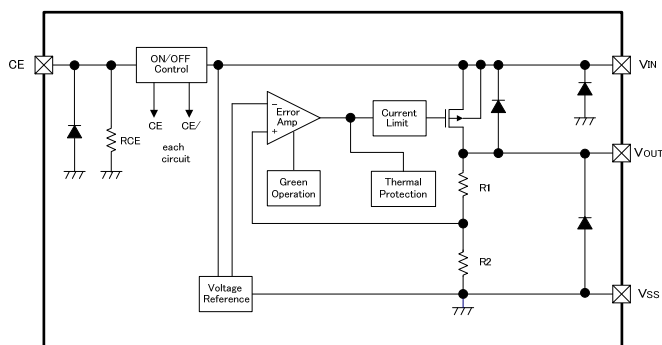 CE
ON/OFF
Control
VIN
CE
CE/
each
circuit
RCE
−
Error
Amp
+
Current
Limit
Green
Operation
Thermal
Protection
VOUT
R1
R2
Voltage
Reference
VSS